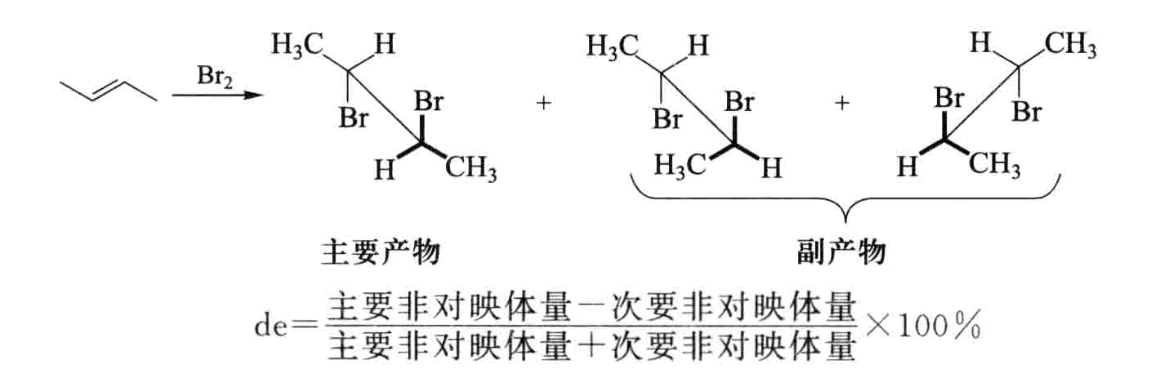 H₃C H H₃C H H CH₃
Br₂
Br Br + Br Br + Br Br
H CH₃ H₃C H H CH₃
主要产物 副产物
de=主要非对映体量-次要非对映体量/主要非对映体量+次要非对映体量×100%